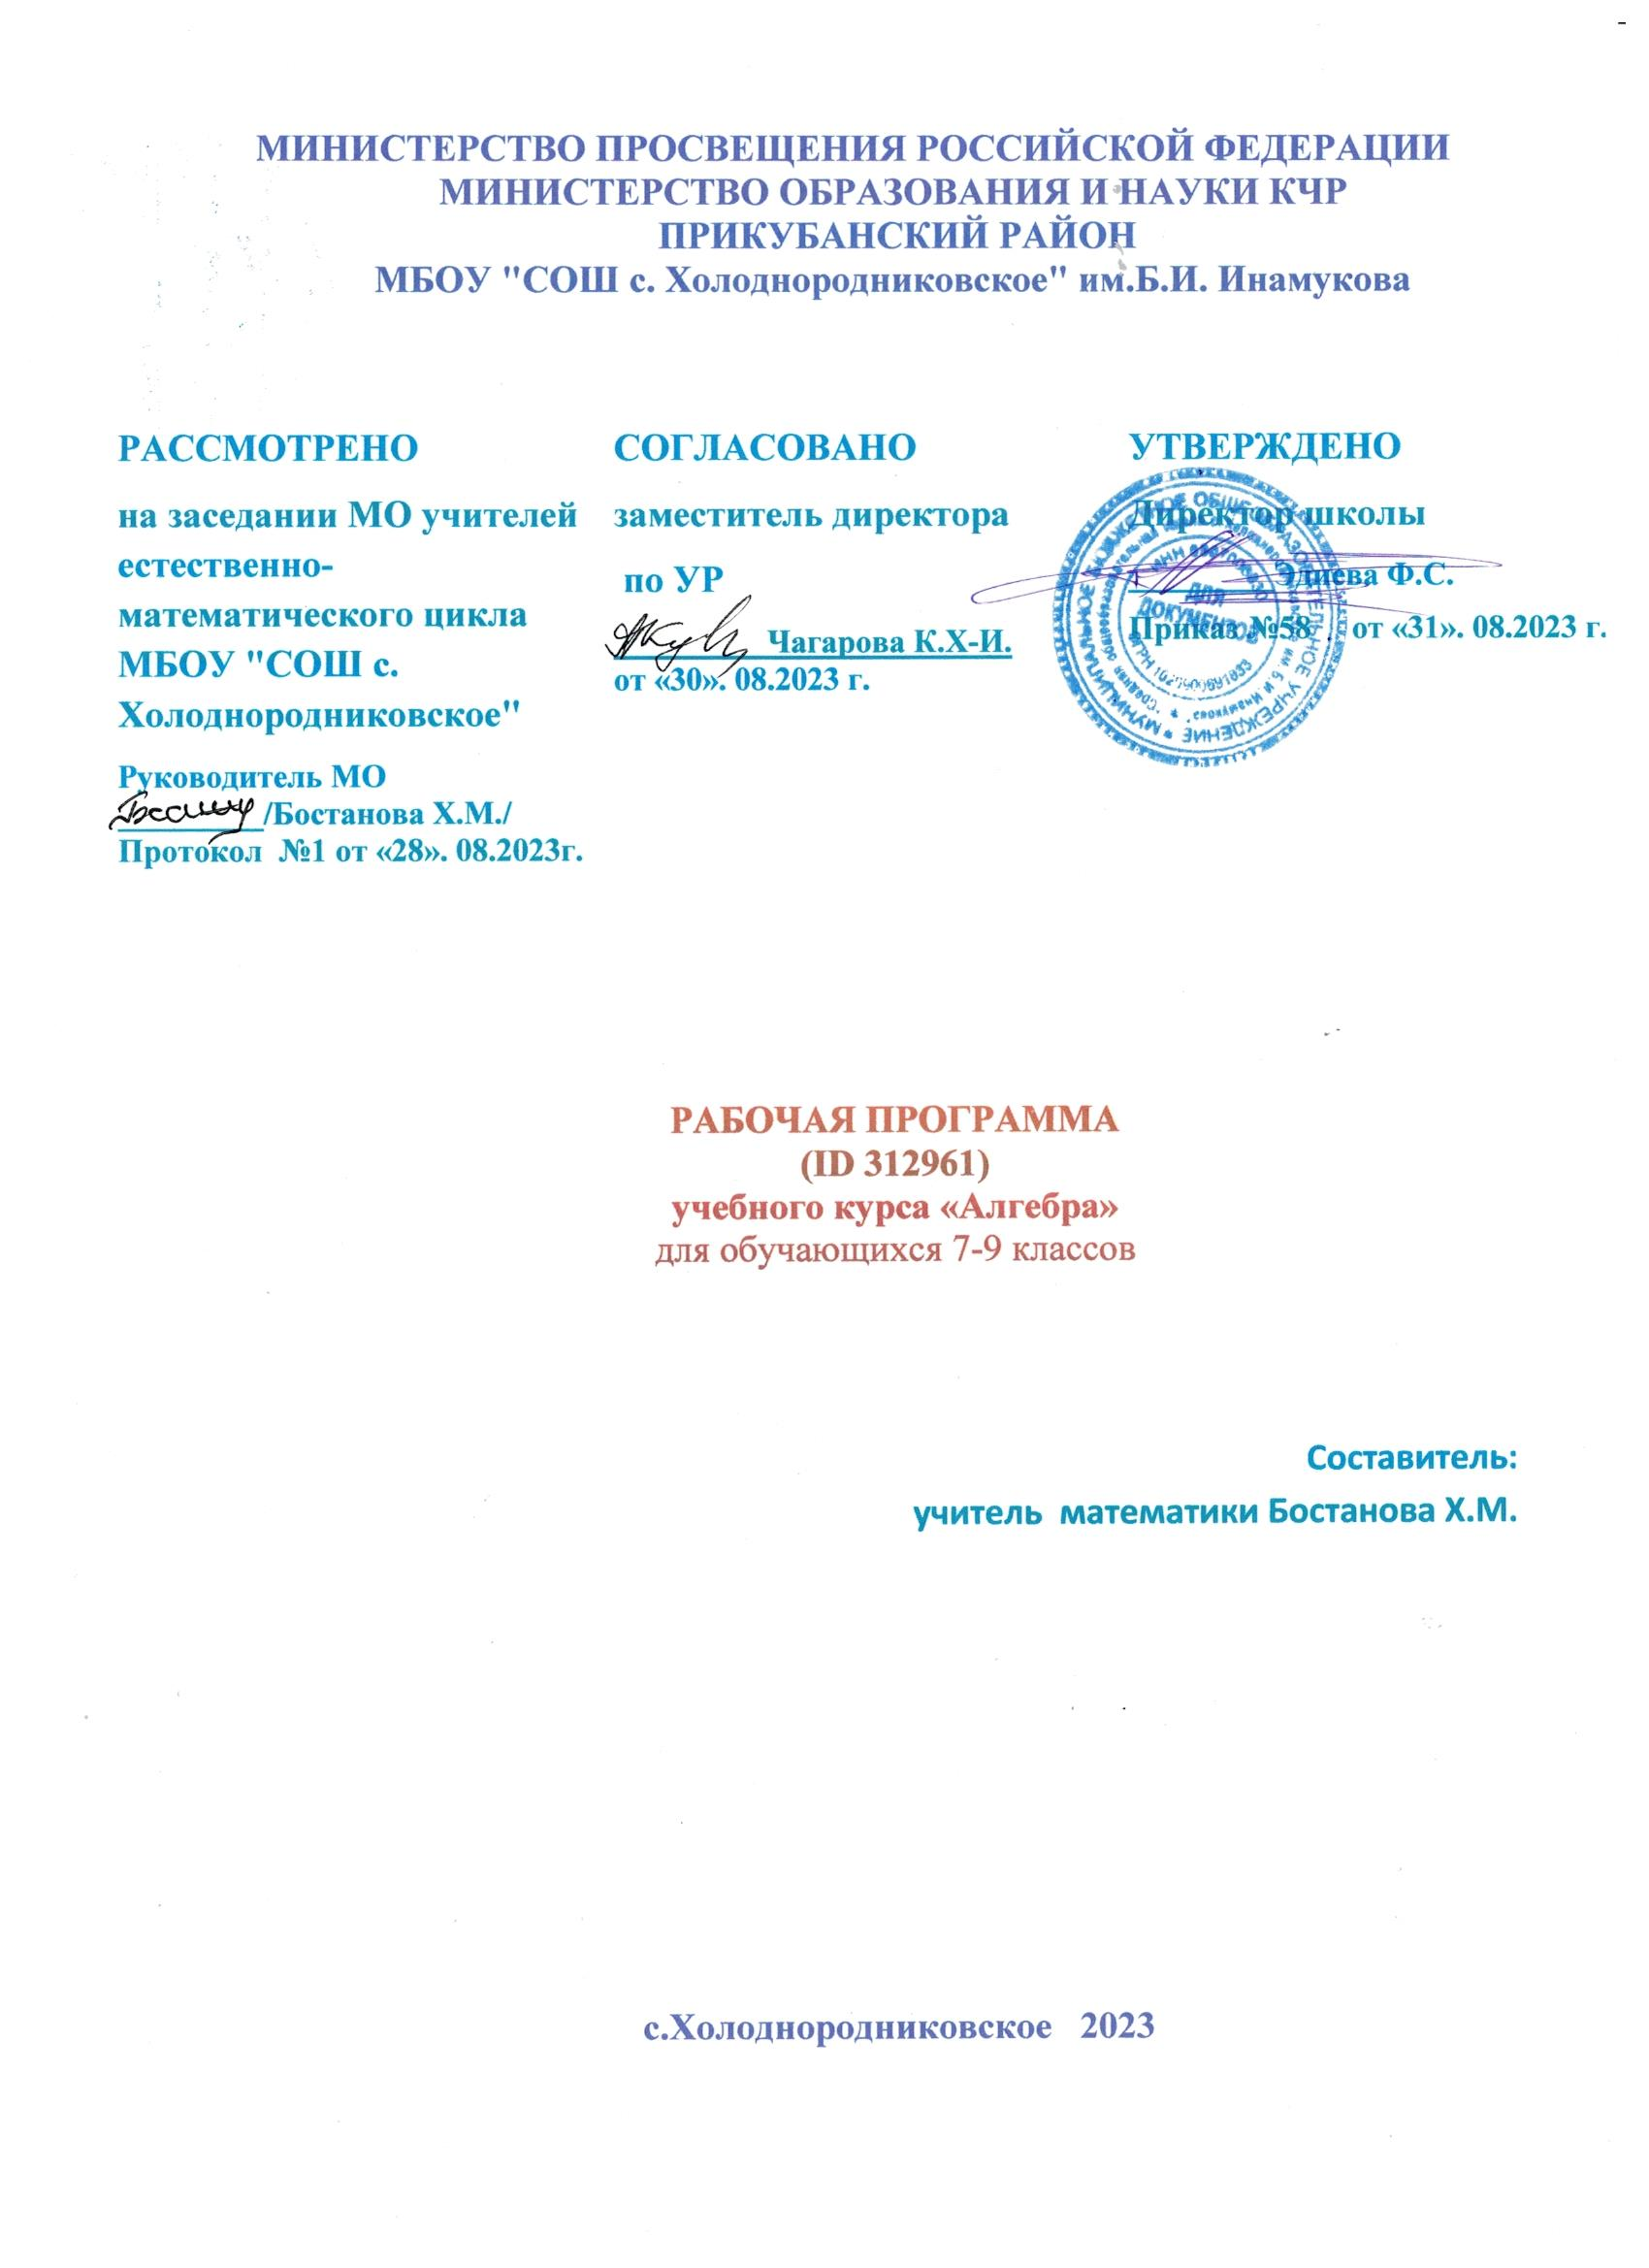 МИНИСТЕРСТВО ПРОСВЕЩЕНИЯ РОССИЙСКОЙ ФЕДЕРАЦИИ
МИНИСТЕРСТВО ОБРАЗОВАНИЯ И НАУКИ КЧР
ПРИКУБАНСКИЙ РАЙОН
МБОУ "СОШ с. Холоднородниковское" им.Б.И. Инамукова
РАССМОТРЕНО
на заседании МО учителей
естественно-
математического цикла
МБОУ "СОШ с.
Холоднородниковское"
Руководитель МО
/Бостанова Х.М./
Протокол №1 от «28». 08.2023г.
СОГЛАСОВАНО
заместитель директора
по УР
Чагарова К.Х-И.
от «30». 08.2023 г.
УТВЕРЖДЕНО
Директор школы
Эдиева Ф.С.
Приказ №58 от «31». 08.2023 г.
ДЛЯ
ДОКУМЕНТОВ
РАБОЧАЯ ПРОГРАММА
(ID 312961)
учебного курса «Алгебра»
для обучающихся 7-9 классов
Составитель:
учитель математики Бостанова Х.М.
с.Холоднородниковское 2023